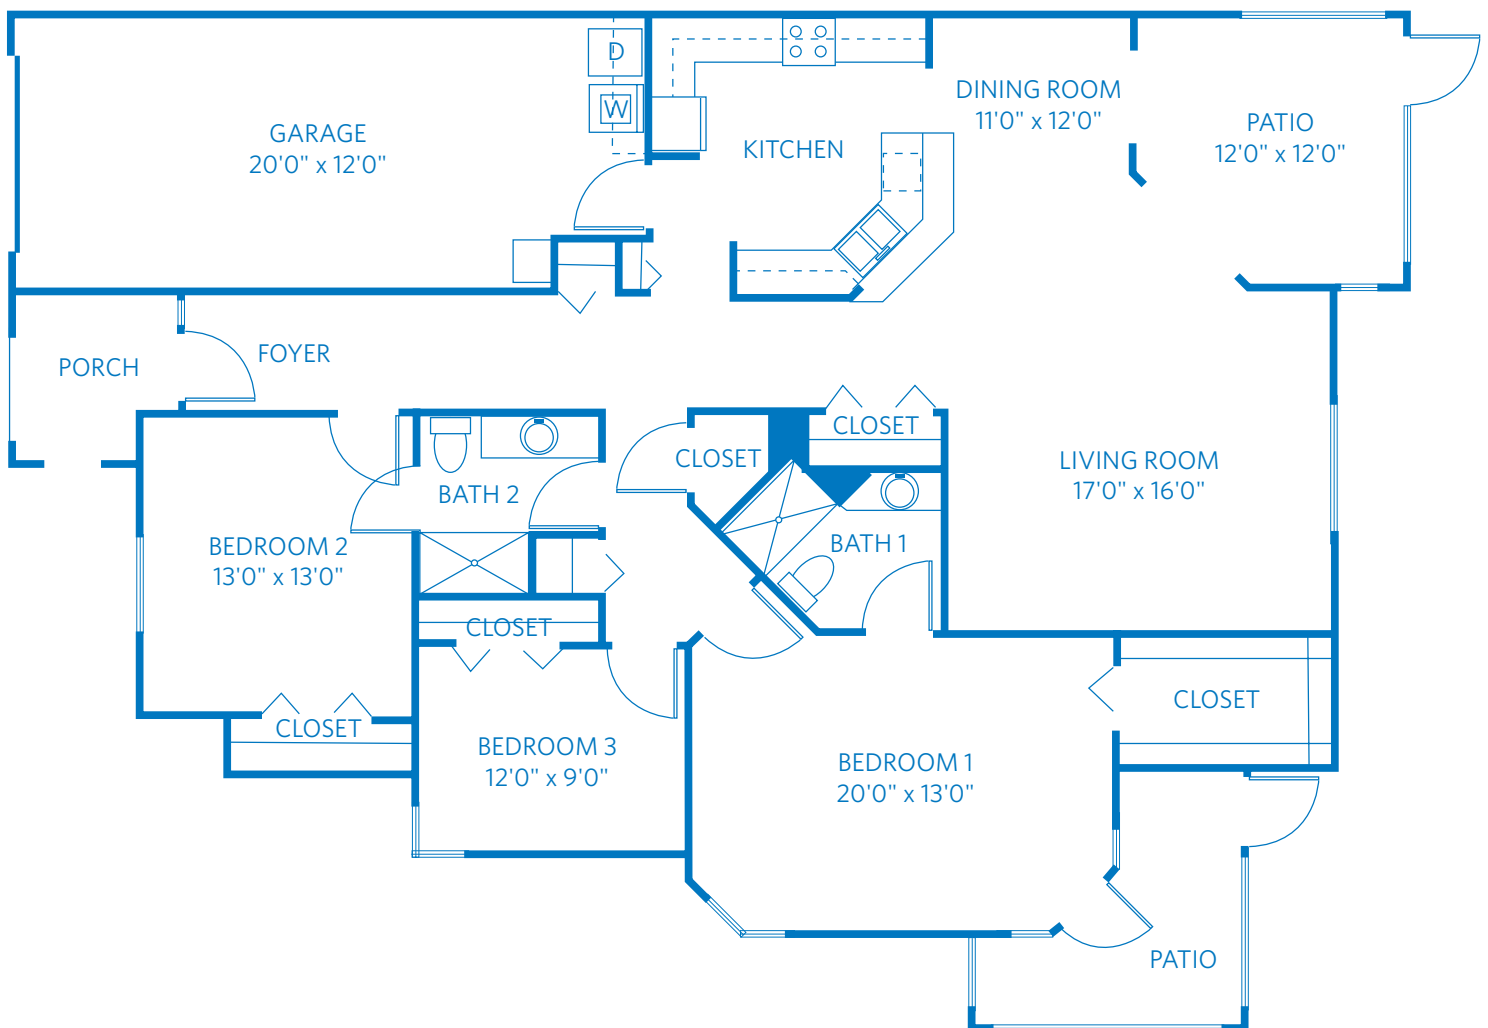 D
W
GARAGE
20'0" x 12'0"
KITCHEN
DINING ROOM
11'0" x 12'0"
PATIO
12'0" x 12'0"
PORCH
FOYER
CLOSET
CLOSET
LIVING ROOM
17'0" x 16'0"
BATH 2
BATH 1
BEDROOM 2
13'0" x 13'0"
CLOSET
CLOSET
CLOSET
BEDROOM 3
12'0" x 9'0"
BEDROOM 1
20'0" x 13'0"
PATIO